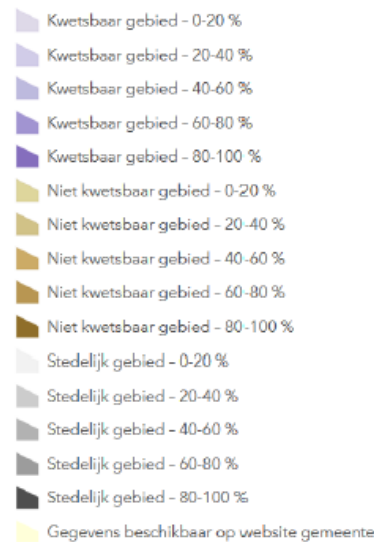 Kwetsbaar gebied - 0-20 %
Kwetsbaar gebied - 20-40 %
Kwetsbaar gebied - 40-60 %
Kwetsbaar gebied - 60-80 %
Kwetsbaar gebied - 80-100 %
Niet kwetsbaar gebied - 0-20 %
Niet kwetsbaar gebied - 20-40 %
Niet kwetsbaar gebied - 40-60 %
Niet kwetsbaar gebied - 60-80 %
Niet kwetsbaar gebied - 80-100 %
Stedelijk gebied - 0-20 %
Stedelijk gebied - 20-40 %
Stedelijk gebied - 40-60 %
Stedelijk gebied - 60-80 %
Stedelijk gebied - 80-100 %
Gegevens beschikbaar op website gemeente